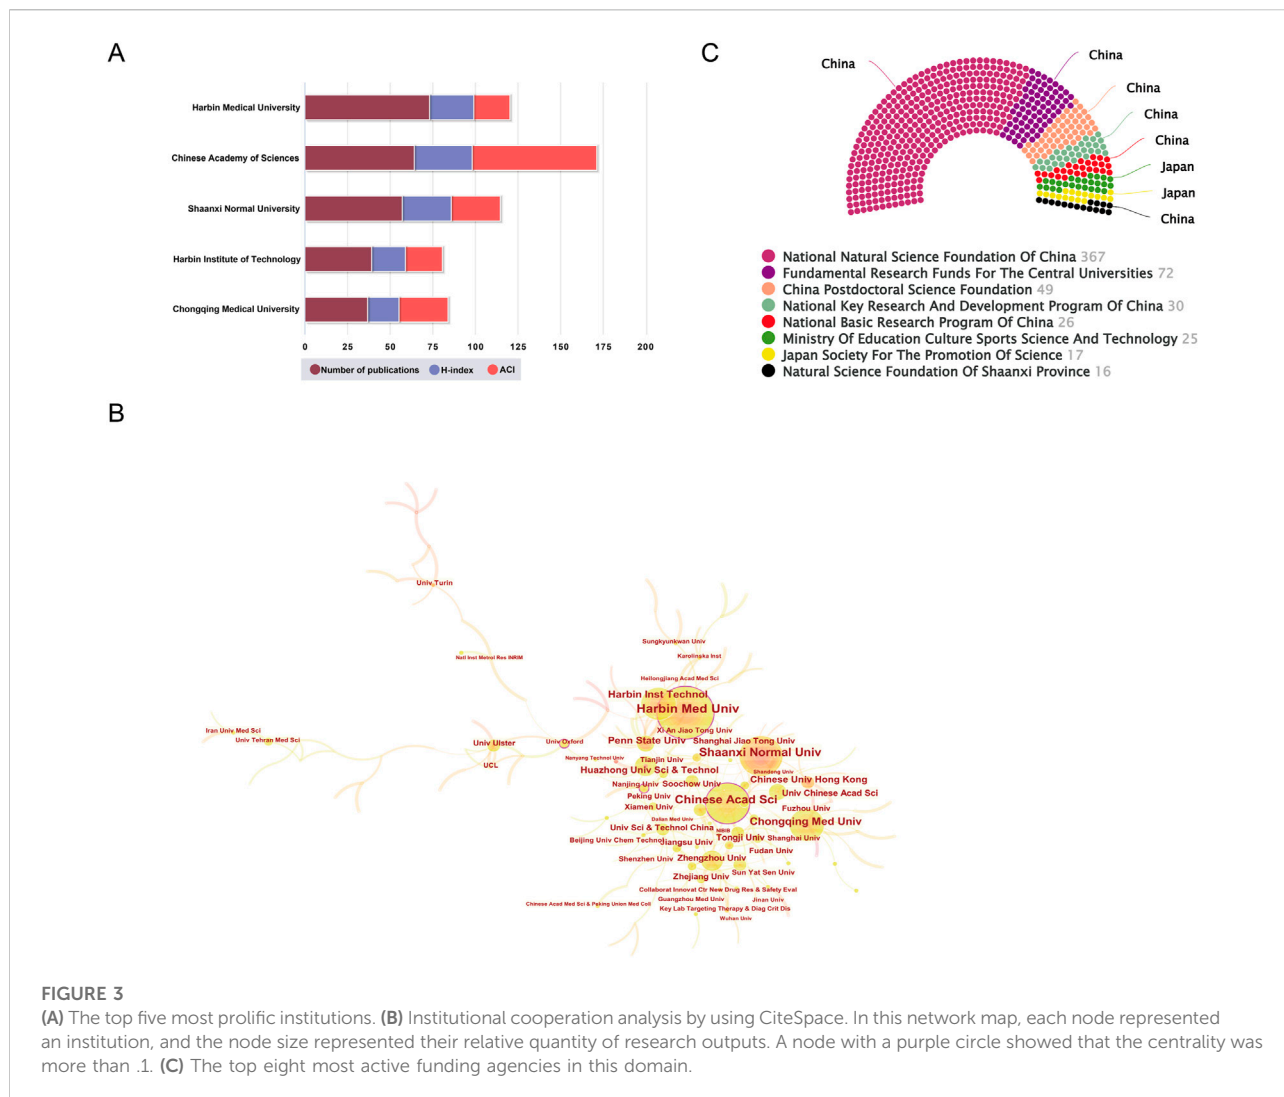 A
Harbin Medical University
Chinese Academy of Sciences
Shaanxi Normal University
Harbin Institute of Technology
Chongqing Medical University
0 25 50 75 100 125 150 175 200
Number of publications H-index ACI
C
China
China
China
China
China
Japan
Japan
China
National Natural Science Foundation Of China 367
Fundamental Research Funds For The Central Universities 72
China Postdoctoral Science Foundation 49
National Key Research And Development Program Of China 30
National Basic Research Program Of China 26
Ministry Of Education Culture Sports Science And Technology 25
Japan Society For The Promotion Of Science 17
Natural Science Foundation Of Shaanxi Province 16
B
Univ Turin
Natl Inst Metrol Res INRIM
Iran Univ Med Sci
Univ Tehran Med Sci
Univ Ulster
UCL
Univ Oxford
Sungkyunkwan Univ
Karolinska Inst
Heilongjiang Acad Med Sci
Harbin Inst Technol
Harbin Med Univ
Xi An Jiao Tong Univ
Penn State Univ
Shanghai Jiao Tong Univ
Shaanxi Normal Univ
Nanyang Technol Univ
Tianjin Univ
Huazhong Univ Sci & Technol
Shandong Univ
Chinese Univ Hong Kong
Nanjing Univ
Soochow Univ
Univ Chinese Acad Sci
Peking Univ
Chinese Acad Sci
Xiamen Univ
Fuzhou Univ
Dalian Med Univ
Chongqing Med Univ
Univ Sci & Technol China
NIBIB
Beijing Univ Chem Technol
Jiangsu Univ
Tongji Univ
Shanghai Univ
Fudan Univ
Shenzhen Univ
Zhengzhou Univ
Zhejiang Univ
Sun Yat Sen Univ
Collaborat Innovat Ctr New Drug Res & Safety Eval
Guangzhou Med Univ
Jinan Univ
Chinese Acad Med Sci & Peking Union Med Coll
Key Lab Targeting Therapy & Diag Crit Dis
Wuhan Univ
FIGURE 3
(A) The top five most prolific institutions. (B) Institutional cooperation analysis by using CiteSpace. In this network map, each node represented
an institution, and the node size represented their relative quantity of research outputs. A node with a purple circle showed that the centrality was
more than .1. (C) The top eight most active funding agencies in this domain.